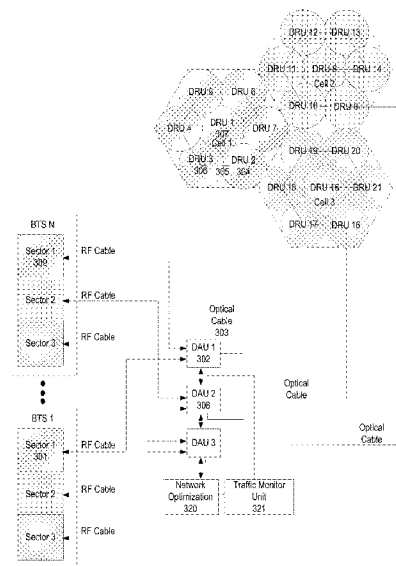 DRU 12 DRU 13
DRU 11 DRU 8 DRU 14
Cell 2
DRU 10 DRU 9
DRU 5 DRU 6
DRU 4 DRU 1 DRU 7
307
Cell 1
DRU 3 DRU 2
305 304
DRU 19 DRU 20
DRU 18 DRU 21
Cell 3
DRU 17 DRU 16
BTS N
Sector 1
Sector 2
Sector 3
RF Cable
RF Cable
RF Cable
Optical
Cable
303
DAU 1
302
DAU 2
DAU 3
Optical
Cable
Optical
Cable
BTS 1
Sector 1
301
Sector 2
Sector 3
RF Cable
RF Cable
RF Cable
Network
Optimization
320
Traffic Monitor
Unit
321